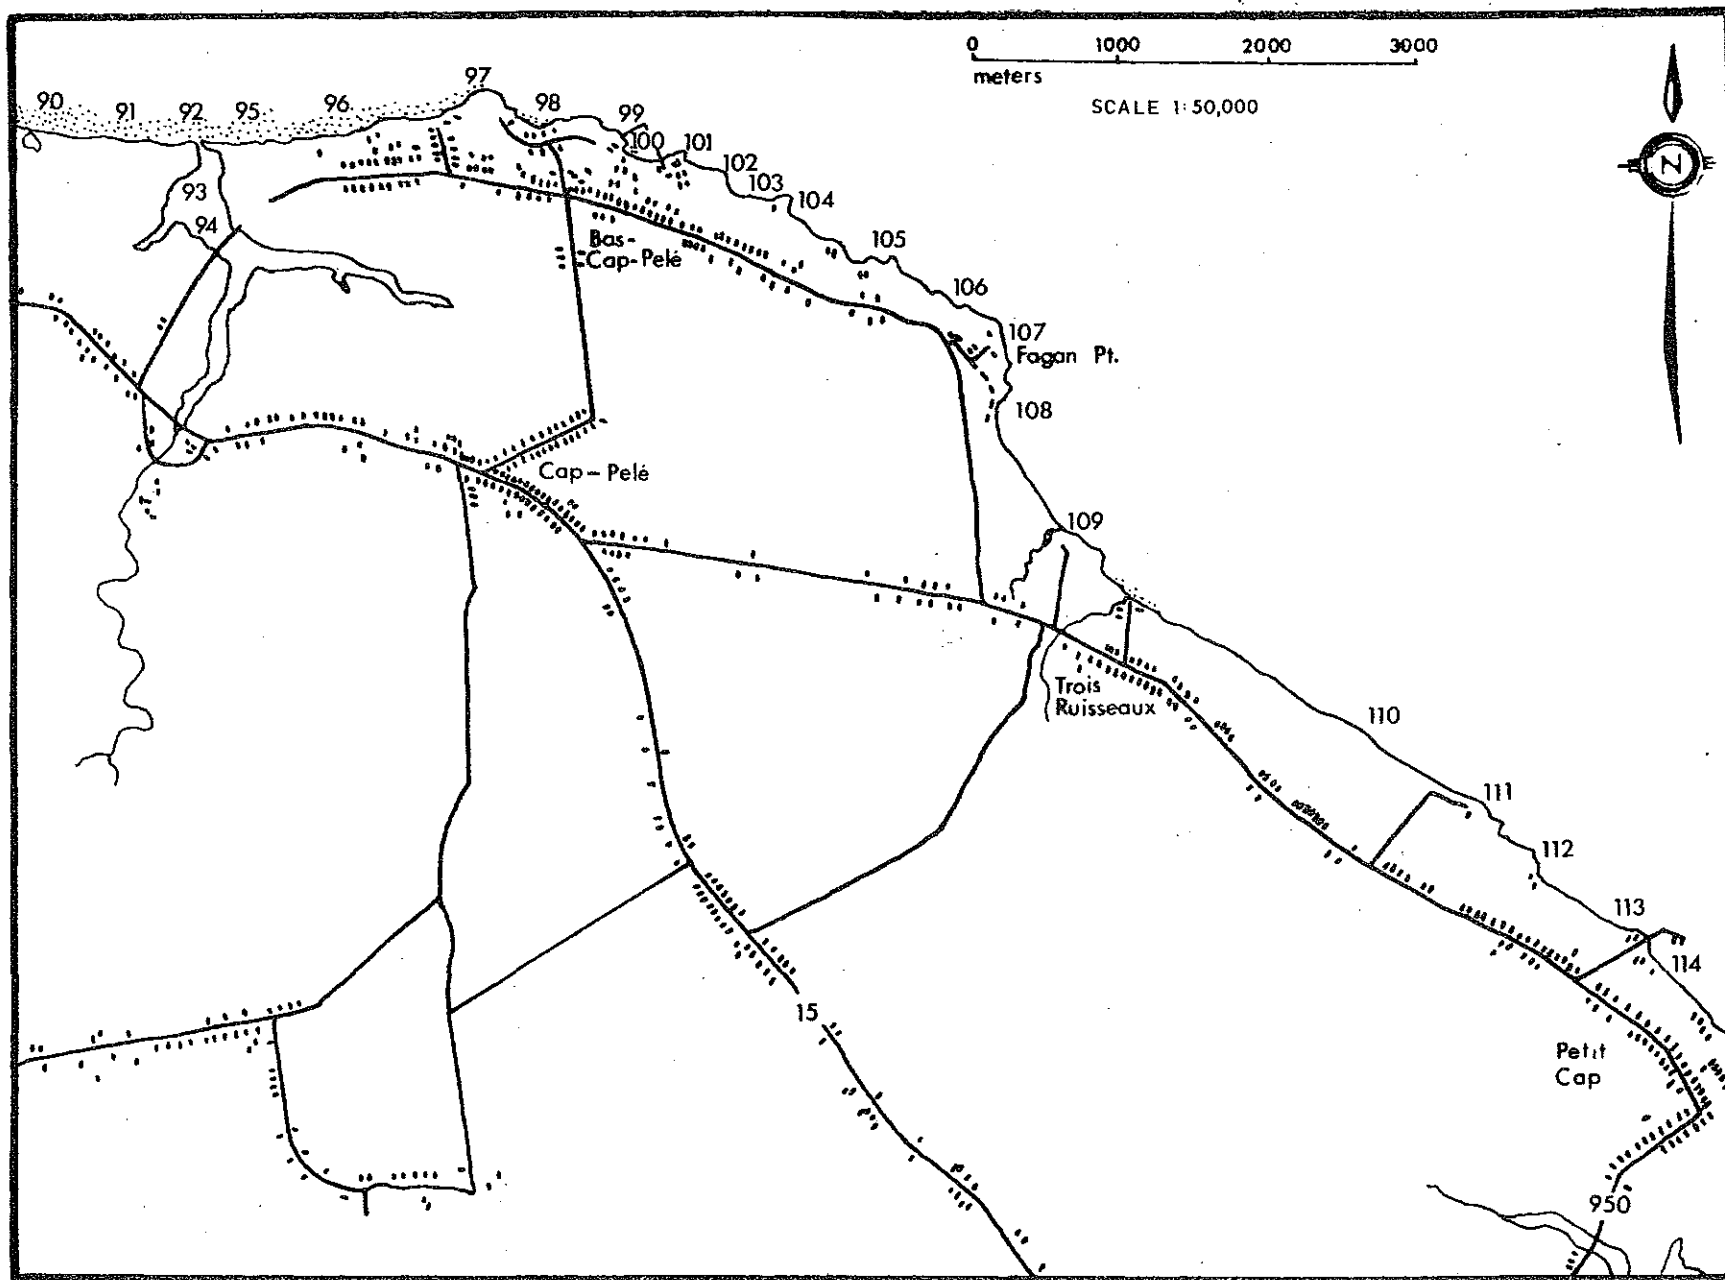 0 1000 2000 3000
meters
SCALE 1:50,000
97
90 91 92 95 96 98 99
100 101
102
103
93 104
94
Bas-
Cap-Pelé
105
106
107
Fagan Pt.
108
Cap-Pelé
109
Trois
Ruisseaux
110
111
112
113
114
15
Petit
Cap
950
N